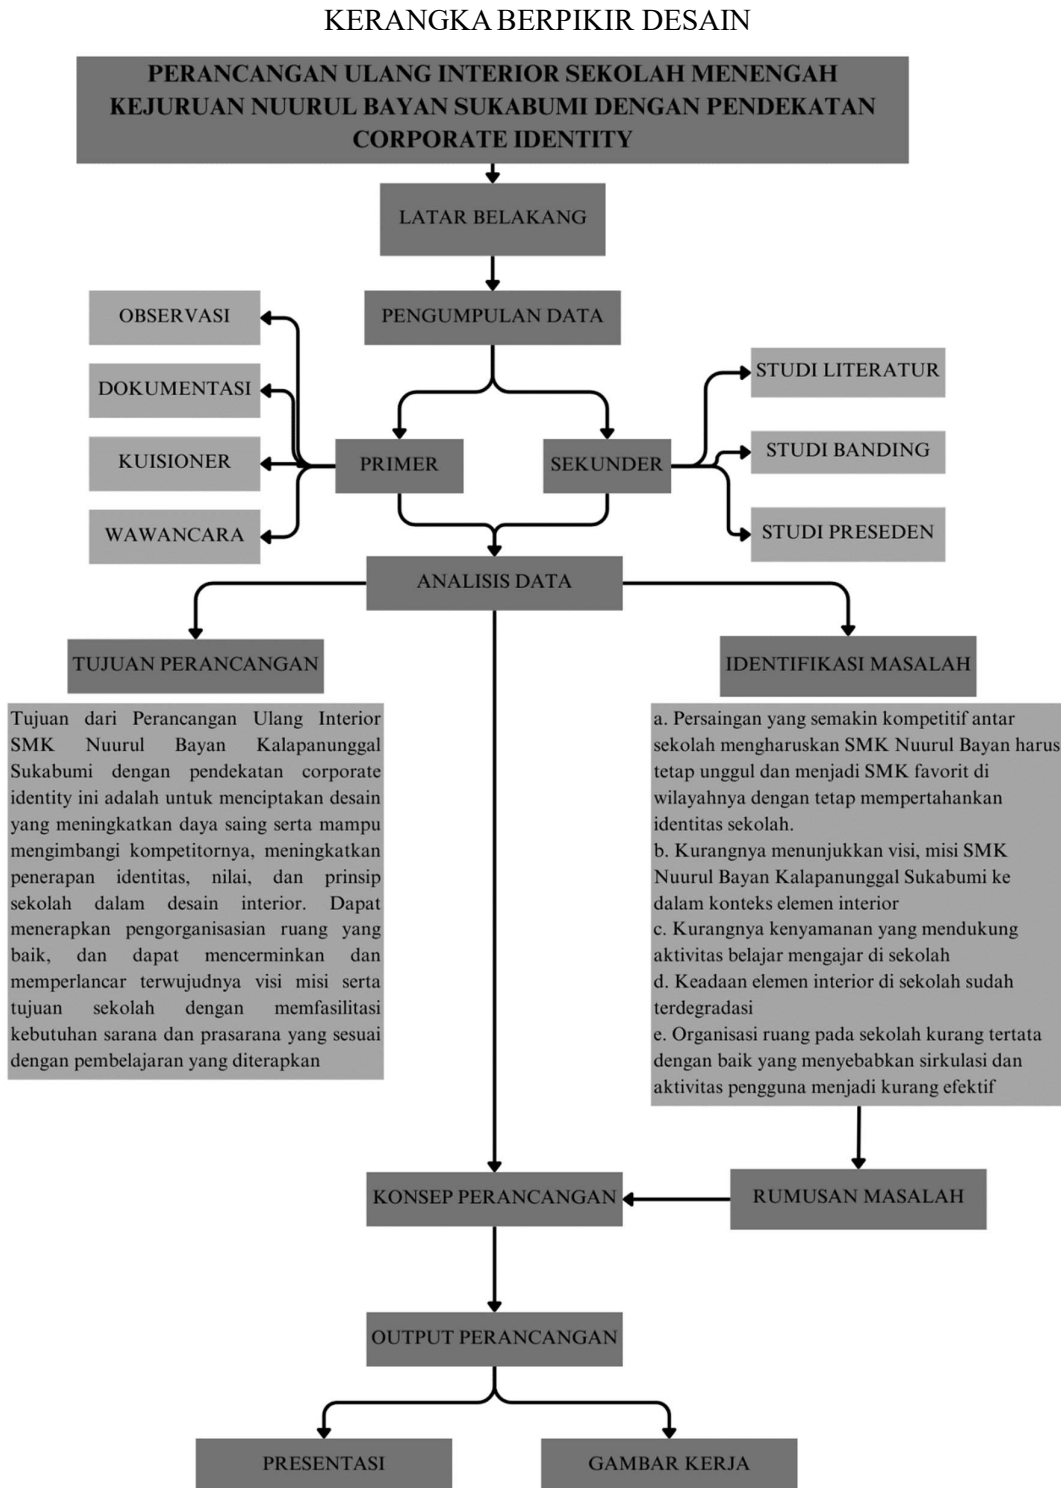 KERANGKA BERPIKIR DESAIN
PERANCANGAN ULANG INTERIOR SEKOLAH MENENGAH
KEJURUAN NUURUL BAYAN SUKABUMI DENGAN PENDEKATAN
CORPORATE IDENTITY
LATAR BELAKANG
PENGUMPULAN DATA
OBSERVASI
DOKUMENTASI
KUISIONER
WAWANCARA
PRIMER
SEKUNDER
STUDI LITERATUR
STUDI BANDING
STUDI PRESEDEN
ANALISIS DATA
TUJUAN PERANCANGAN
Tujuan dari Perancangan Ulang Interior
SMK Nuurul Bayan Kalapanunggal
Sukabumi dengan pendekatan corporate
identity ini adalah untuk menciptakan desain
yang meningkatkan daya saing serta mampu
mengimbangi kompetitornya, meningkatkan
penerapan identitas, nilai, dan prinsip
sekolah dalam desain interior. Dapat
menerapkan pengorganisasian ruang yang
baik, dan dapat mencerminkan dan
memperlancar terwujudnya visi misi serta
tujuan sekolah dengan memfasilitasi
kebutuhan sarana dan prasarana yang sesuai
dengan pembelajaran yang diterapkan
IDENTIFIKASI MASALAH
a. Persaingan yang semakin kompetitif antar
sekolah mengharuskan SMK Nuurul Bayan harus
tetap unggul dan menjadi SMK favorit di
wilayahnya dengan tetap mempertahankan
identitas sekolah.
b. Kurangnya menunjukkan visi, misi SMK
Nuurul Bayan Kalapanunggal Sukabumi ke
dalam konteks elemen interior
c. Kurangnya kenyamanan yang mendukung
aktivitas belajar mengajar di sekolah
d. Keadaan elemen interior di sekolah sudah
terdegradasi
e. Organisasi ruang pada sekolah kurang tertata
dengan baik yang menyebabkan sirkulasi dan
aktivitas pengguna menjadi kurang efektif
KONSEP PERANCANGAN
RUMUSAN MASALAH
OUTPUT PERANCANGAN
PRESENTASI
GAMBAR KERJA